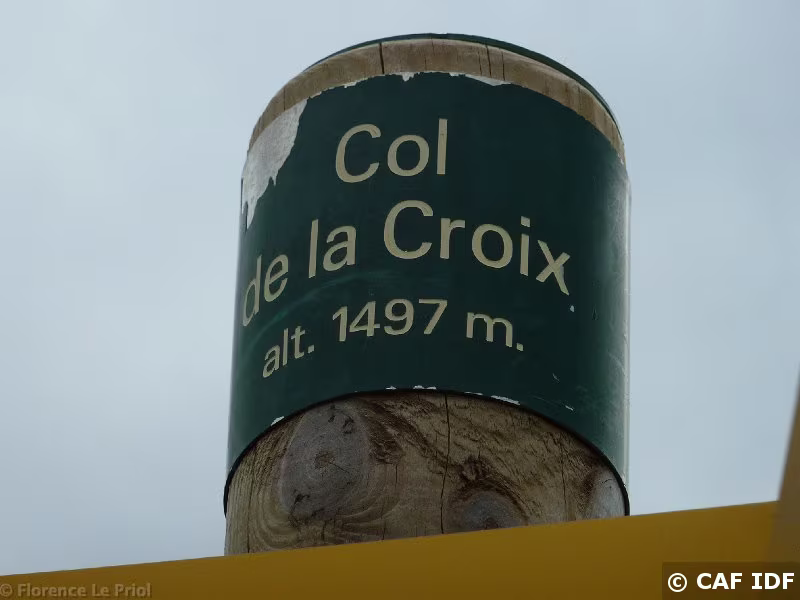 Col
de la Croix
alt. 1497 m.
© Florence Le Priol
© CAF IDF